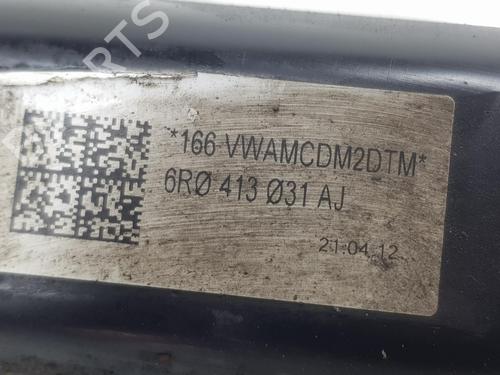 *166 VWAMCDM2DTM*
6RØ 413 Ø31 AJ
21.04.12